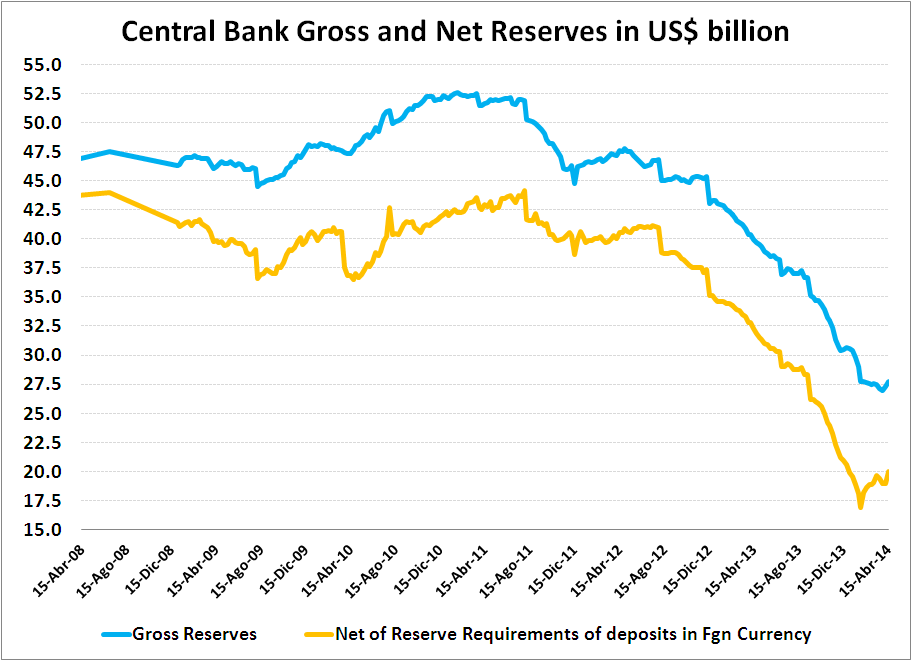 Central Bank Gross and Net Reserves in US$ billion
55.0
52.5
50.0
47.5
45.0
42.5
40.0
37.5
35.0
32.5
30.0
27.5
25.0
22.5
20.0
17.5
15.0
15-Abr-08
15-Ago-08
15-Dic-08
15-Abr-09
15-Ago-09
15-Dic-09
15-Abr-10
15-Ago-10
15-Dic-10
15-Abr-11
15-Ago-11
15-Dic-11
15-Abr-12
15-Ago-12
15-Dic-12
15-Abr-13
15-Ago-13
15-Dic-13
15-Abr-14
Gross Reserves
Net of Reserve Requirements of deposits in Fgn Currency